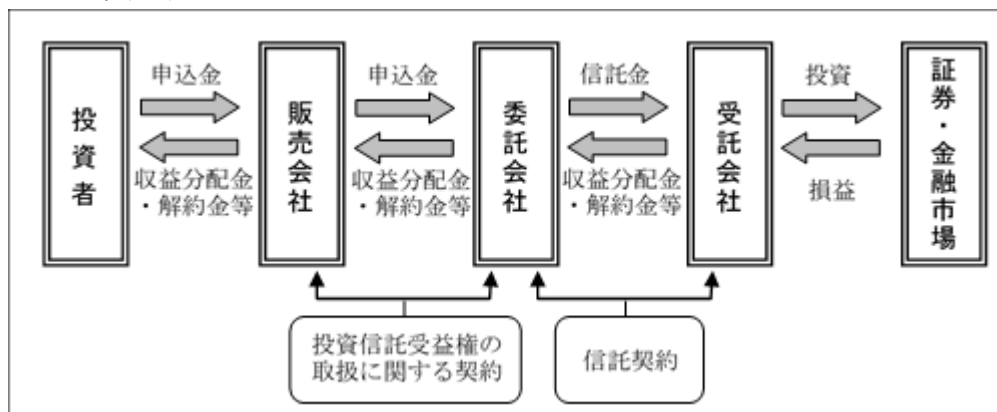 投資者
申込金
収益分配金
・解約金等
販売会社
申込金
収益分配金
・解約金等
委託会社
信託金
収益分配金
・解約金等
受託会社
投資
損益
証券・金融市場
投資信託受益権の
取扱に関する契約
信託契約